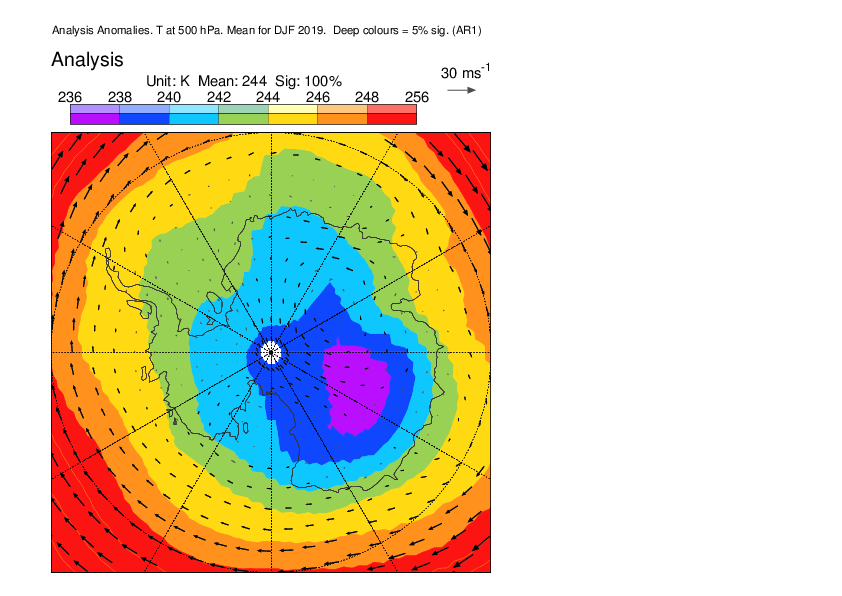 Analysis Anomalies. T at 500 hPa. Mean for DJF 2019.  Deep colours = 5% sig. (AR1)
Analysis
30 ms-1
Unit: K  Mean: 244  Sig: 100%
236 238 240 242 244 246 248 256